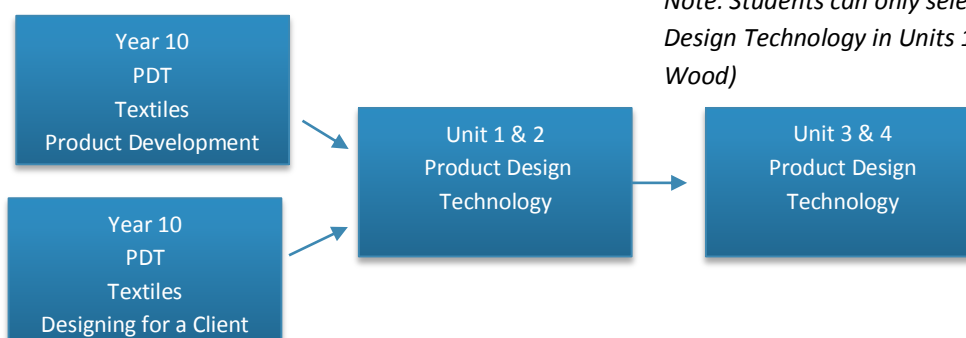 Note: Students can only sele
Design Technology in Units
Wood)
Year 10
PDT
Textiles
Product Development
Unit 1 & 2
Product Design
Technology
Unit 3 & 4
Product Design
Technology
Year 10
PDT
Textiles
Designing for a Client